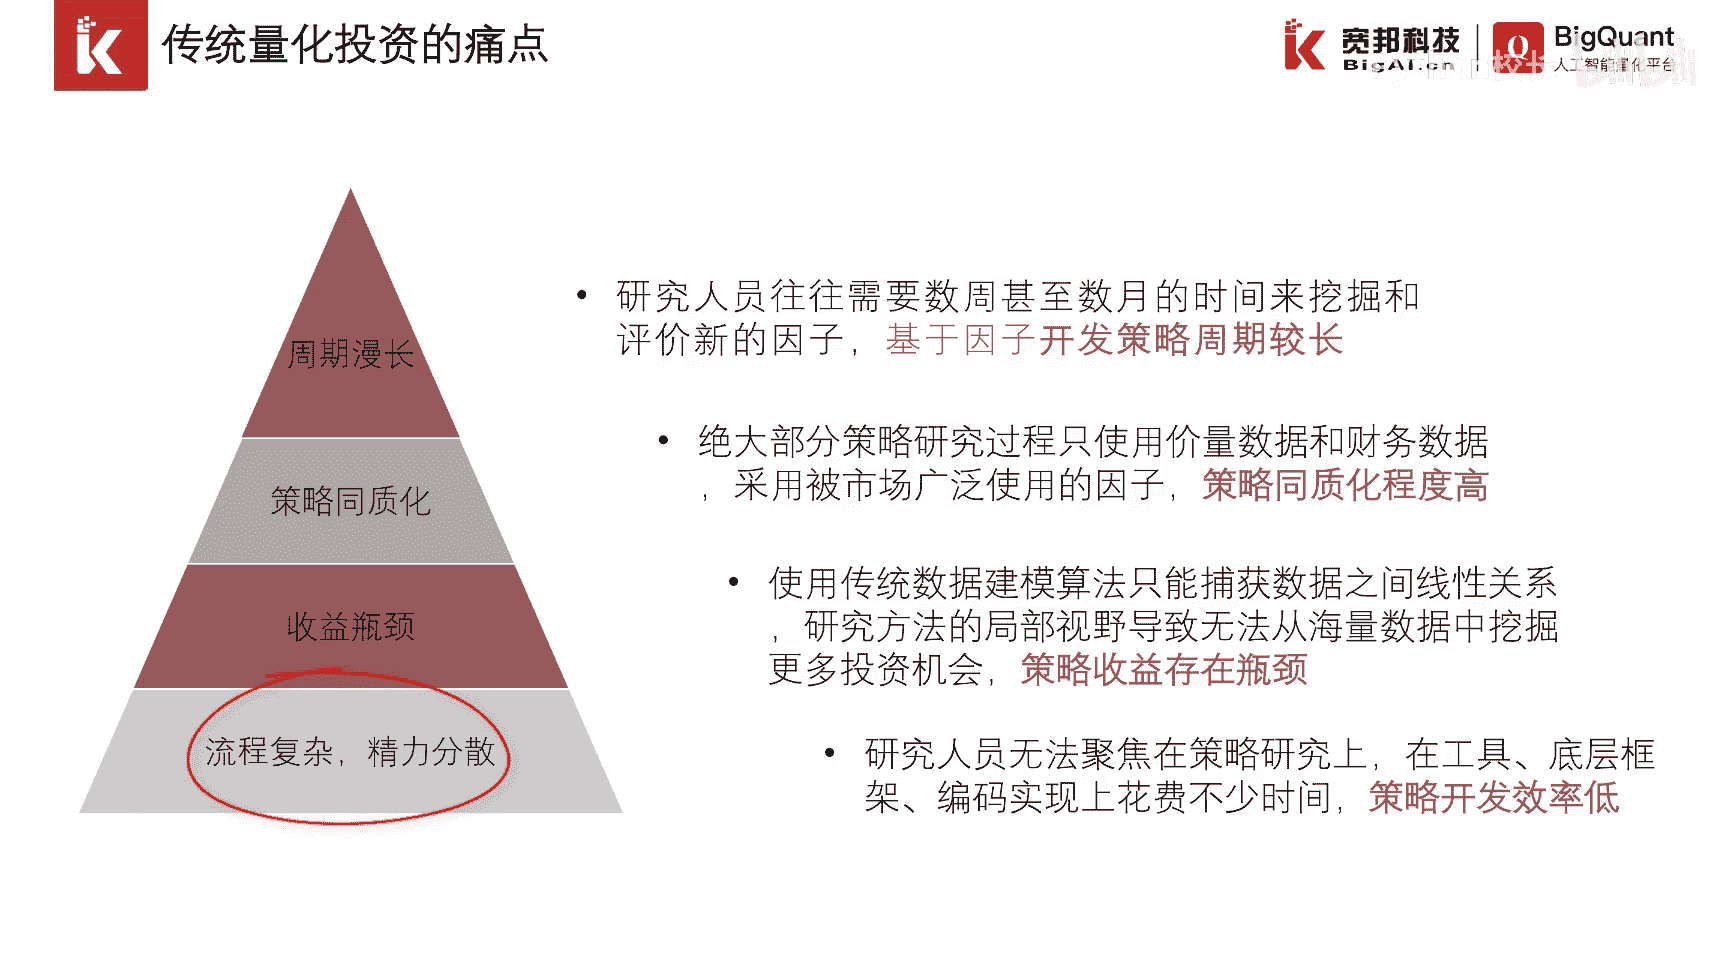 传统量化投资的痛点
宽邦科技
BigAI.cn
BigQuant
人工智能量化平台
周期漫长
策略同质化
收益瓶颈
流程复杂，精力分散
• 研究人员往往需要数周甚至数月的时间来挖掘和
评价新的因子，基于因子开发策略周期较长
• 绝大部分策略研究过程只使用价量数据和财务数据
，采用被市场广泛使用的因子，策略同质化程度高
• 使用传统数据建模算法只能捕获数据之间线性关系
，研究方法的局部视野导致无法从海量数据中挖掘
更多投资机会，策略收益存在瓶颈
• 研究人员无法聚焦在策略研究上，在工具、底层框
架、编码实现上花费不少时间，策略开发效率低